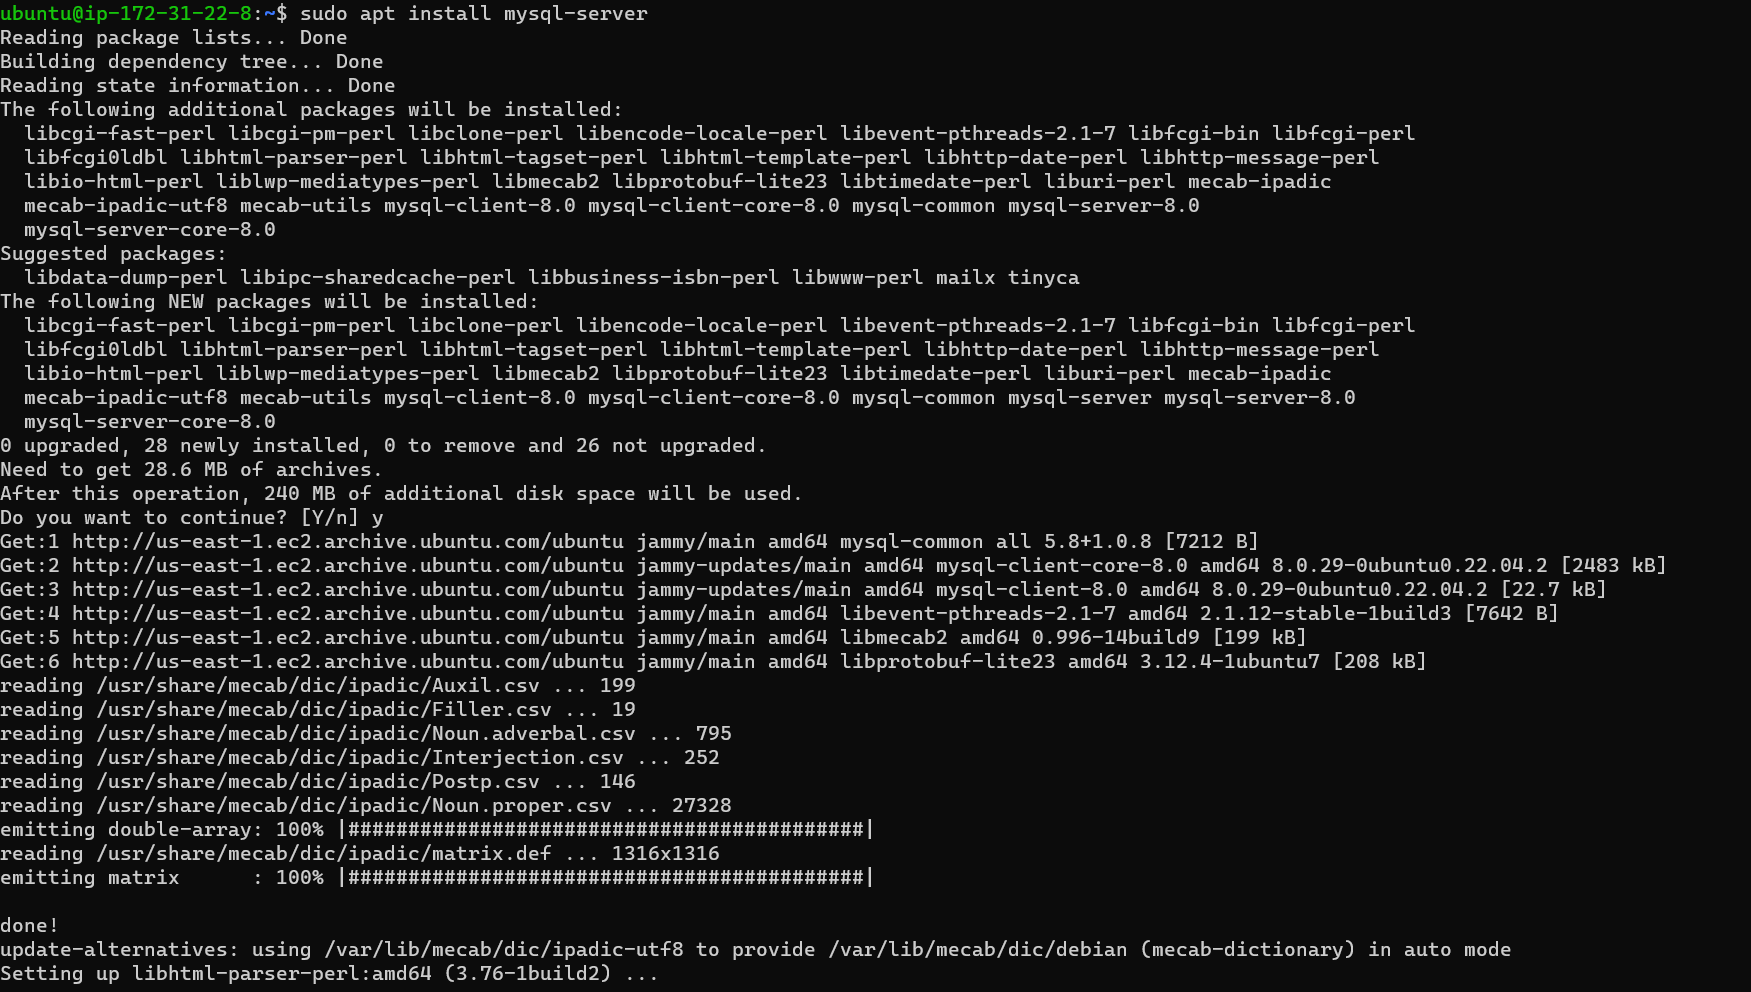 ubuntu@ip-172-31-22-8:~$ sudo apt install mysql-server
Reading package lists... Done
Building dependency tree... Done
Reading state information... Done
The following additional packages will be installed:
  libcgi-fast-perl libcgi-pm-perl libclone-perl libencode-locale-perl libevent-pthreads-2.1-7 libfcgi-bin libfcgi-perl
  libfcgi0ldbl libhtml-parser-perl libhtml-tagset-perl libhtml-template-perl libhttp-date-perl libhttp-message-perl
  libio-html-perl liblwp-mediatypes-perl libmecab2 libprotobuf-lite23 libtimedate-perl liburi-perl mecab-ipadic
  mecab-ipadic-utf8 mecab-utils mysql-client-8.0 mysql-client-core-8.0 mysql-common mysql-server-8.0
  mysql-server-core-8.0
Suggested packages:
  libdata-dump-perl libipc-sharedcache-perl libbusiness-isbn-perl libwww-perl mailx tinyca
The following NEW packages will be installed:
  libcgi-fast-perl libcgi-pm-perl libclone-perl libencode-locale-perl libevent-pthreads-2.1-7 libfcgi-bin libfcgi-perl
  libfcgi0ldbl libhtml-parser-perl libhtml-tagset-perl libhtml-template-perl libhttp-date-perl libhttp-message-perl
  libio-html-perl liblwp-mediatypes-perl libmecab2 libprotobuf-lite23 libtimedate-perl liburi-perl mecab-ipadic
  mecab-ipadic-utf8 mecab-utils mysql-client-8.0 mysql-client-core-8.0 mysql-common mysql-server mysql-server-8.0
  mysql-server-core-8.0
0 upgraded, 28 newly installed, 0 to remove and 26 not upgraded.
Need to get 28.6 MB of archives.
After this operation, 240 MB of additional disk space will be used.
Do you want to continue? [Y/n] y
Get:1 http://us-east-1.ec2.archive.ubuntu.com/ubuntu jammy/main amd64 mysql-common all 5.8+1.0.8 [7212 B]
Get:2 http://us-east-1.ec2.archive.ubuntu.com/ubuntu jammy-updates/main amd64 mysql-client-core-8.0 amd64 8.0.29-0ubuntu0.22.04.2 [2483 kB]
Get:3 http://us-east-1.ec2.archive.ubuntu.com/ubuntu jammy-updates/main amd64 mysql-client-8.0 amd64 8.0.29-0ubuntu0.22.04.2 [22.7 kB]
Get:4 http://us-east-1.ec2.archive.ubuntu.com/ubuntu jammy/main amd64 libevent-pthreads-2.1-7 amd64 2.1.12-stable-1build3 [7642 B]
Get:5 http://us-east-1.ec2.archive.ubuntu.com/ubuntu jammy/main amd64 libmecab2 amd64 0.996-14build9 [199 kB]
Get:6 http://us-east-1.ec2.archive.ubuntu.com/ubuntu jammy/main amd64 libprotobuf-lite23 amd64 3.12.4-1ubuntu7 [208 kB]
reading /usr/share/mecab/dic/ipadic/Auxil.csv ... 199
reading /usr/share/mecab/dic/ipadic/Filler.csv ... 19
reading /usr/share/mecab/dic/ipadic/Noun.adverbal.csv ... 795
reading /usr/share/mecab/dic/ipadic/Interjection.csv ... 252
reading /usr/share/mecab/dic/ipadic/Postp.csv ... 146
reading /usr/share/mecab/dic/ipadic/Noun.proper.csv ... 27328
emitting double-array: 100% |###########################################|
reading /usr/share/mecab/dic/ipadic/matrix.def ... 1316x1316
emitting matrix      : 100% |###########################################|

done!
update-alternatives: using /var/lib/mecab/dic/ipadic-utf8 to provide /var/lib/mecab/dic/debian (mecab-dictionary) in auto mode
Setting up libhtml-parser-perl:amd64 (3.76-1build2) ...